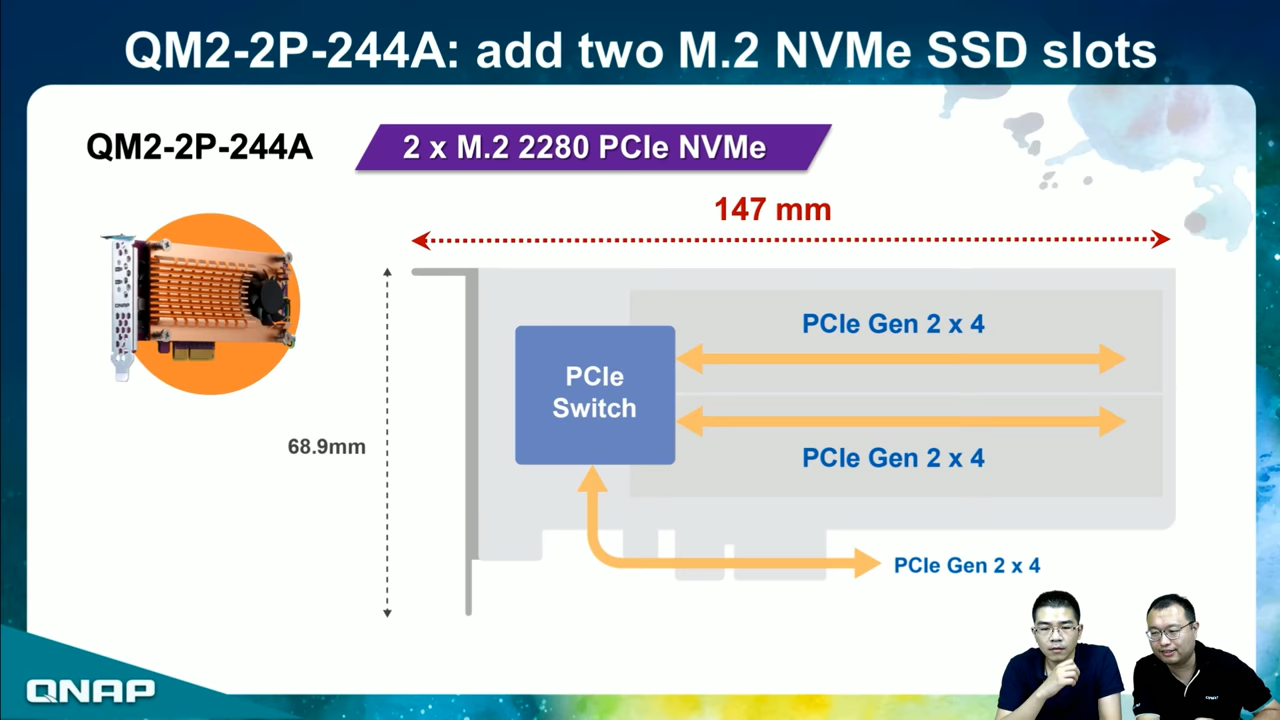 QM2-2P-244A: add two M.2 NVMe SSD slots
QM2-2P-244A
2 x M.2 2280 PCIe NVMe
147 mm
QNAP
PCIe Gen 2 x 4
PCIe
Switch
68.9mm
PCIe Gen 2 x 4
PCIe Gen 2 x 4
QNAP